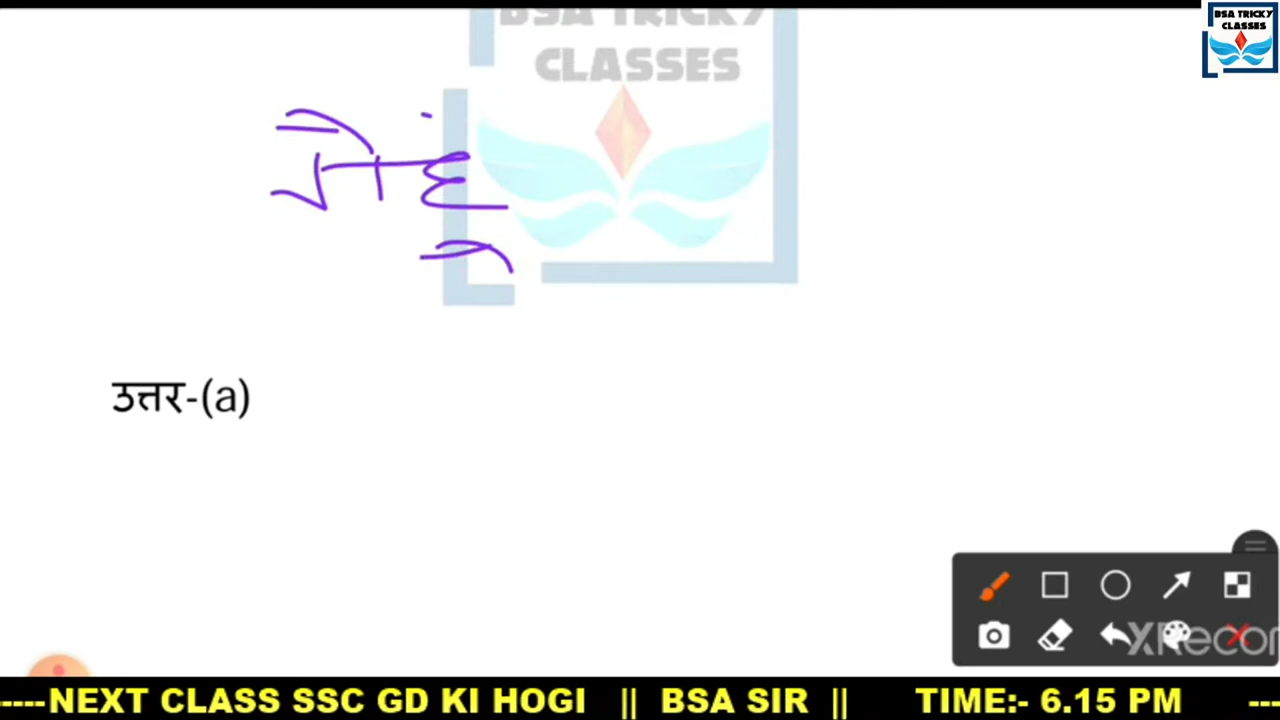 BSA TRICKY
CLASSES
BSA TRICKY
CLASSES
उत्तर-(a)
XRecor
-----NEXT CLASS SSC GD KI HOGI || BSA SIR || TIME:- 6.15 PM ---